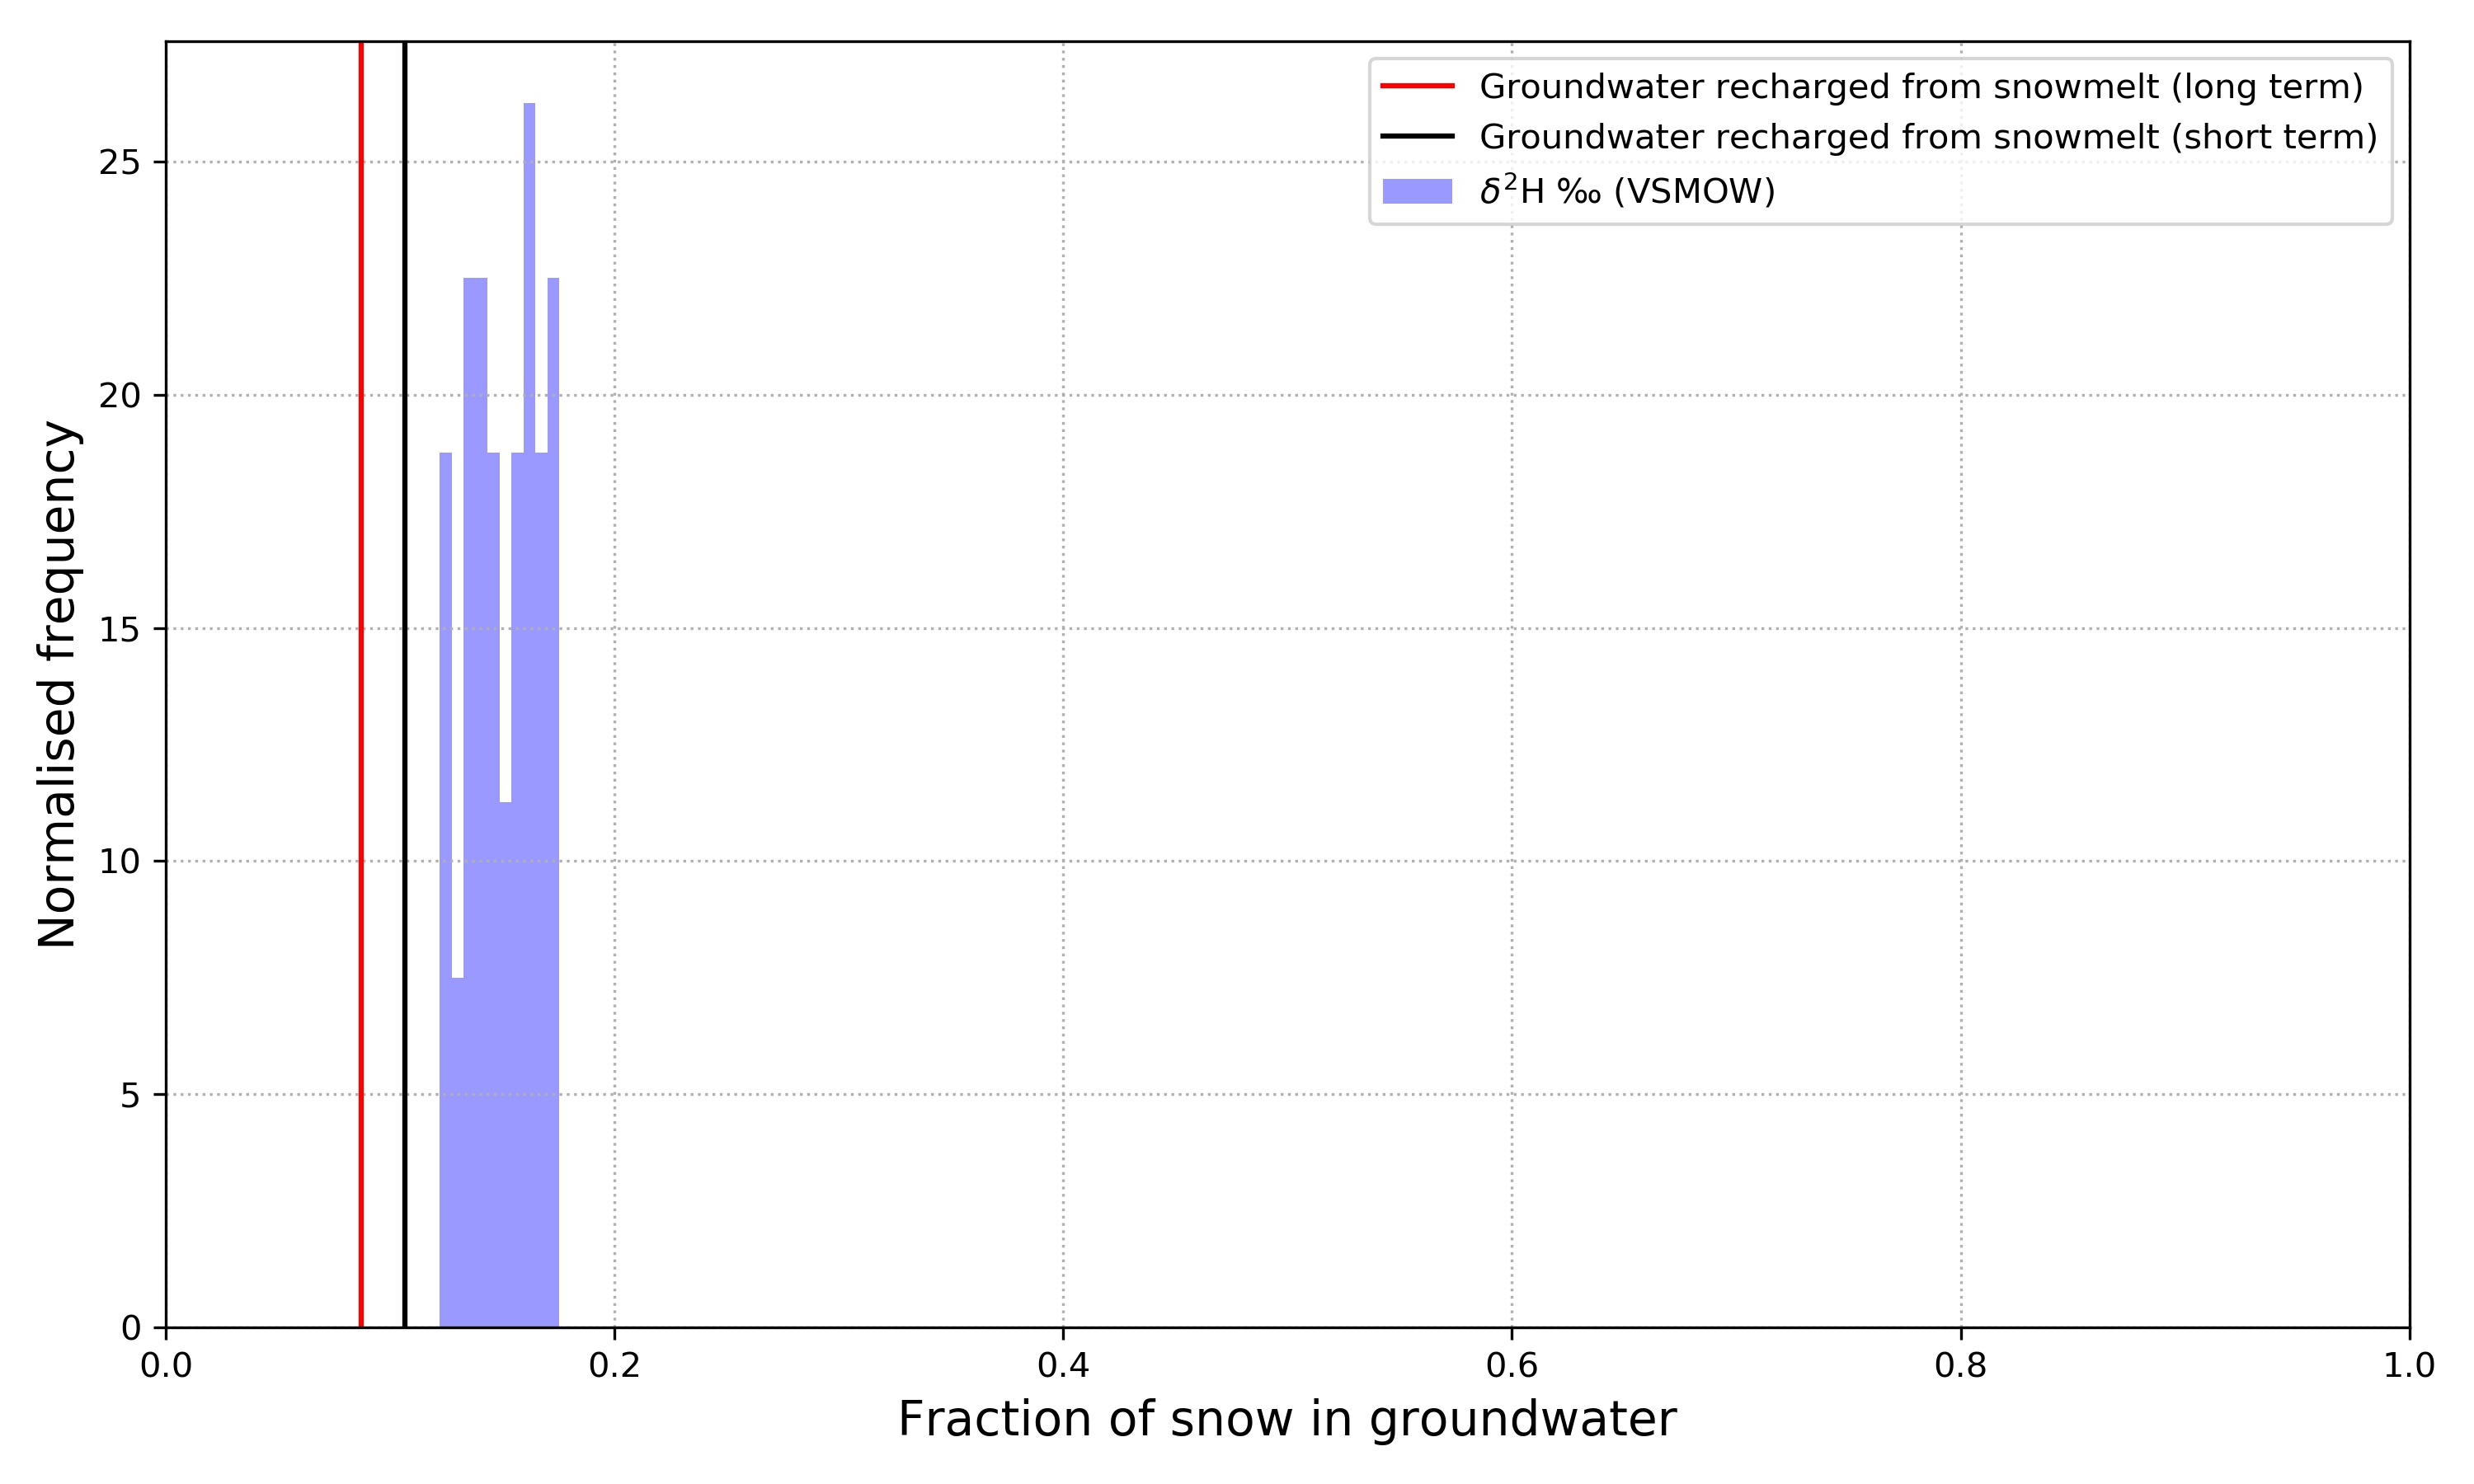 Groundwater recharged from snowmelt (long term)
Groundwater recharged from snowmelt (short term)
δ²H ‰ (VSMOW)
Normalised frequency
25
20
15
10
5
0
0.0 0.2 0.4 0.6 0.8 1.0
Fraction of snow in groundwater